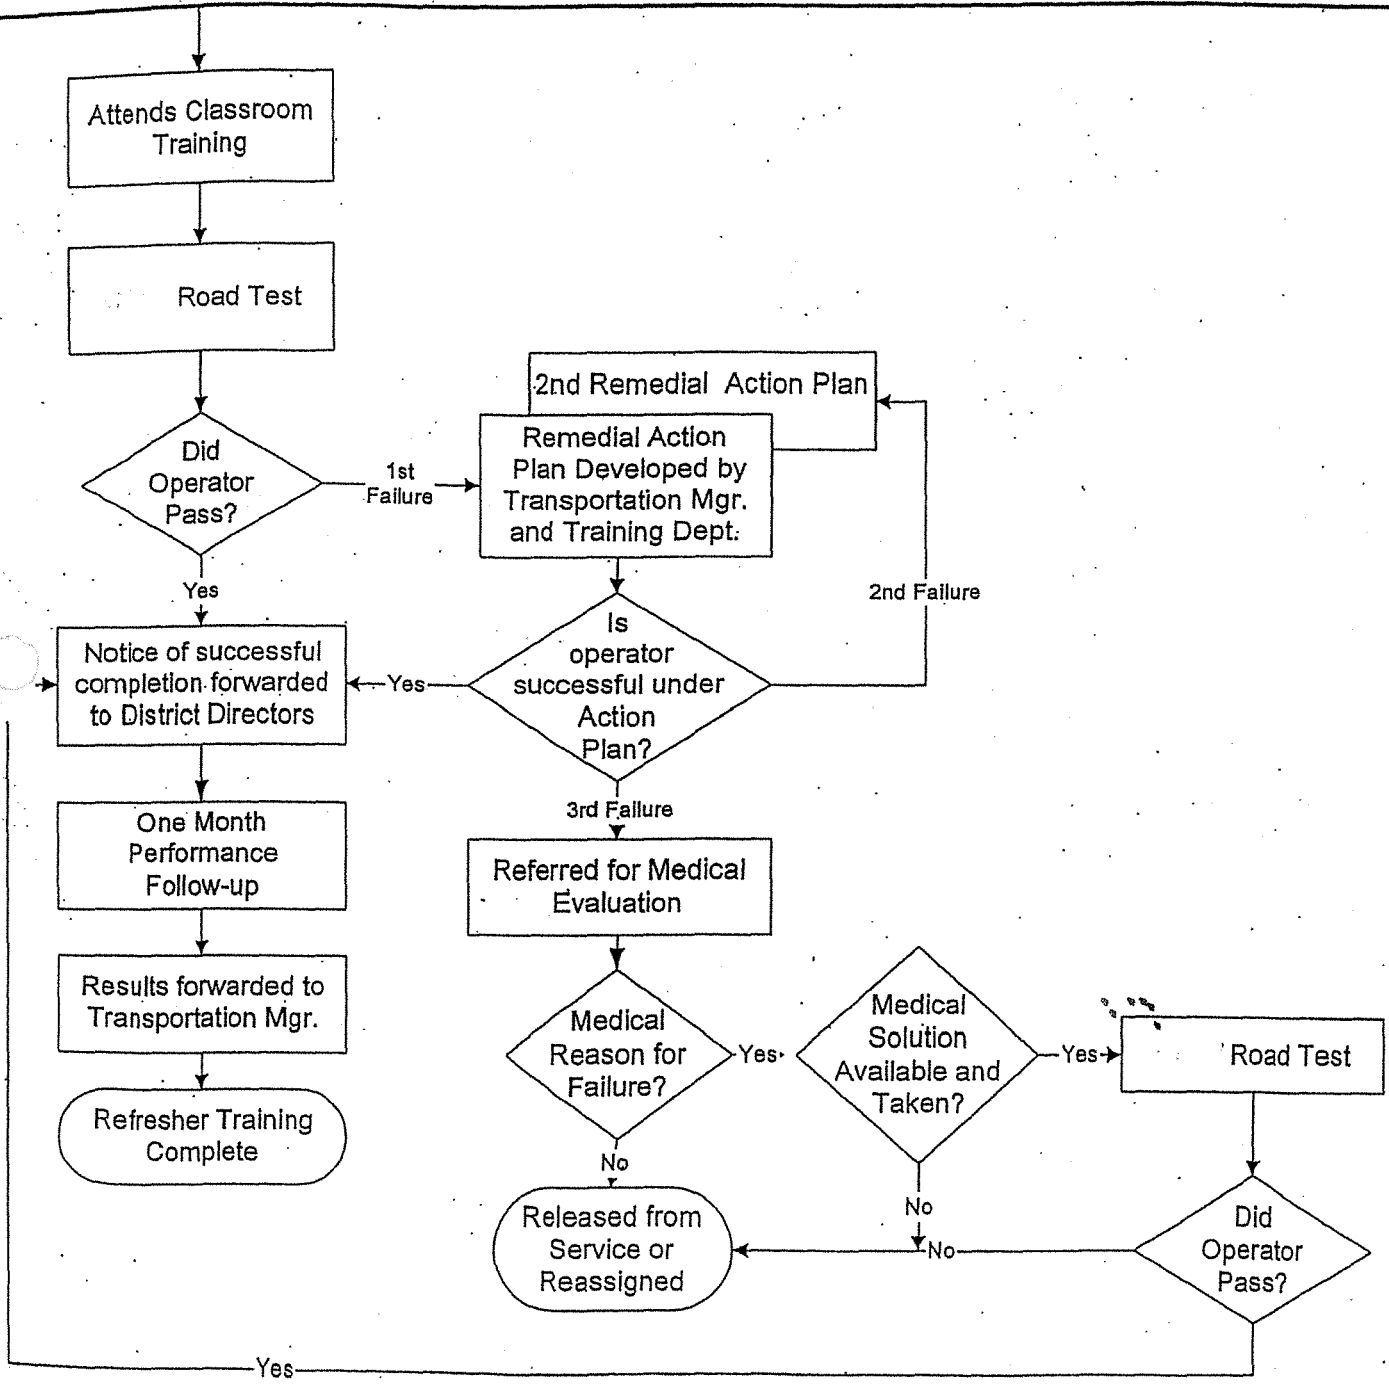 Attends Classroom
Training
Road Test
Did
Operator
Pass?
1st
Failure
2nd Remedial Action Plan
Remedial Action
Plan Developed by
Transportation Mgr.
and Training Dept.
2nd Failure
Yes
Notice of successful
completion forwarded
to District Directors
Yes
Is
operator
successful under
Action
Plan?
3rd Failure
One Month
Performance
Follow-up
Referred for Medical
Evaluation
Results forwarded to
Transportation Mgr.
Medical
Reason for
Failure?
Yes
Medical
Solution
Available and
Taken?
Yes
Road Test
Refresher Training
Complete
No
No
Released from
Service or
Reassigned
No
Did
Operator
Pass?
Yes